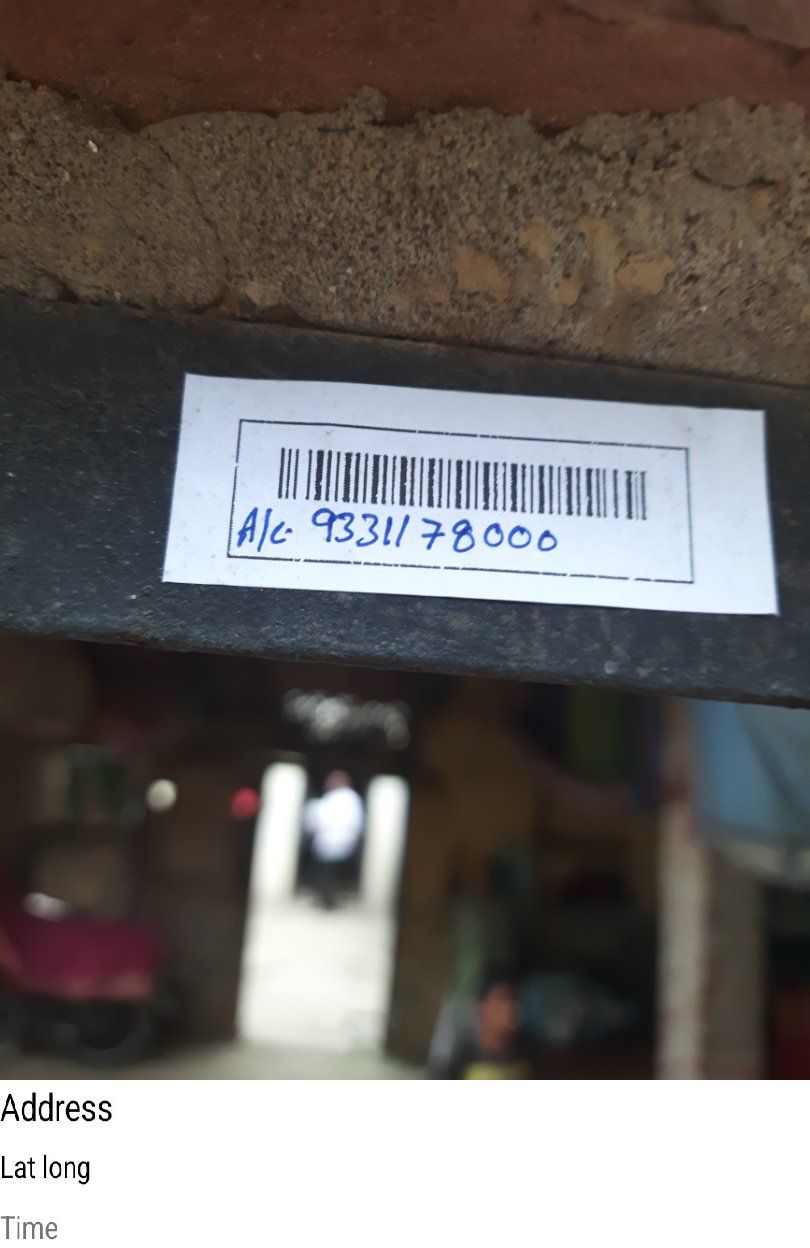 A/c. 9331178000
Address
Lat long
Time